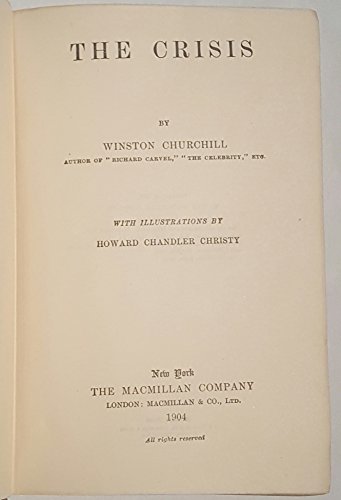 THE CRISIS
BY
WINSTON CHURCHILL
AUTHOR OF "RICHARD CARVEL," "THE CELEBRITY," ETC.
WITH ILLUSTRATIONS BY
HOWARD CHANDLER CHRISTY
New York
THE MACMILLAN COMPANY
LONDON: MACMILLAN & CO., LTD.
1904
All rights reserved